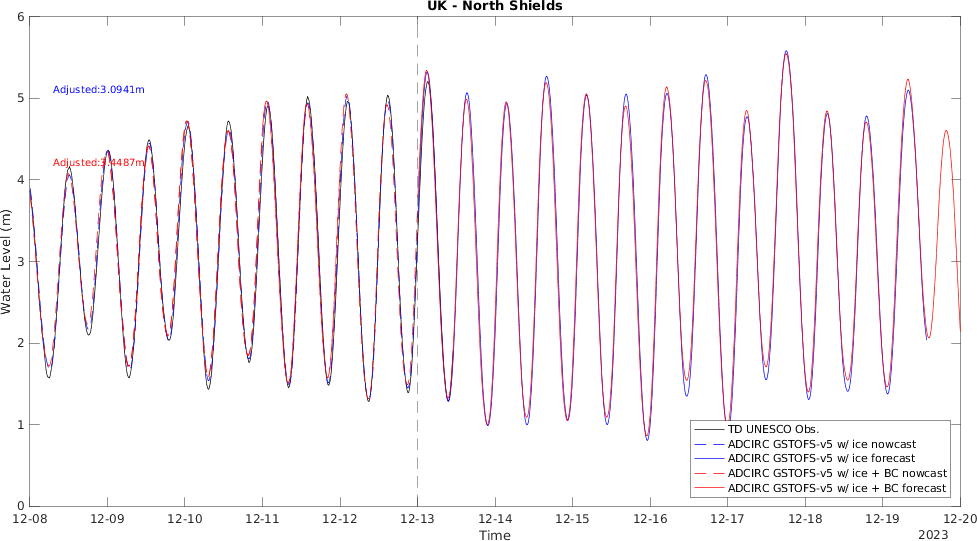 UK - North Shields
6
5
4
3
2
1
0
Water Level (m)
Adjusted:3.0941m
Adjusted:3.4487m
TD UNESCO Obs.
ADCIRC GSTOFS-v5 w/ ice nowcast
ADCIRC GSTOFS-v5 w/ ice forecast
ADCIRC GSTOFS-v5 w/ ice + BC nowcast
ADCIRC GSTOFS-v5 w/ ice + BC forecast
12-08 12-09 12-10 12-11 12-12 12-13 12-14 12-15 12-16 12-17 12-18 12-19 12-20
Time
2023